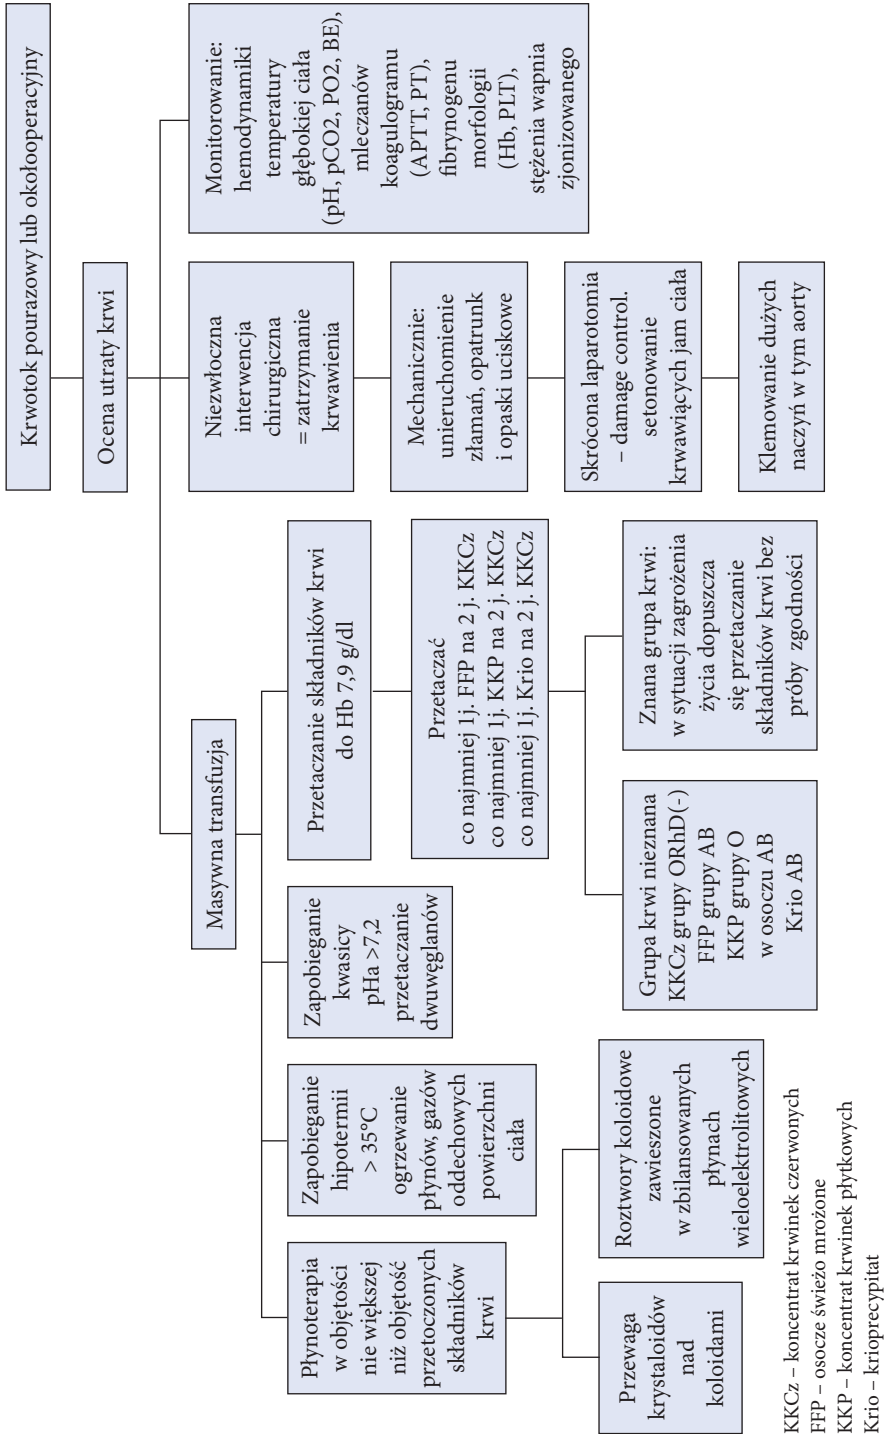 Krwotok pourazowy lub okołooperacyjny
Ocena utraty krwi
Masywna transfuzja
Niezwłoczna
interwencja
chirurgiczna
= zatrzymanie
krwawienia
Monitorowanie:
hemodynamiki
temperatury
głębokiej ciała
(pH, pCO2, PO2, BE),
mleczanów
koagulogramu
(APTT, PT),
fibrynogenu
morfologii
(Hb, PLT),
stężenia wapnia
zjonizowanego
Płynoterapia
w objętości
nie większej
niż objętość
przetoczonych
składników
krwi
Zapobieganie
hipotermii
> 35°C
ogrzewanie
płynów, gazów
oddechowych
powierzchni
ciała
Zapobieganie
kwasicy
pHa >7,2
przetaczanie
dwuwęglanów
Przetaczanie składników krwi
do Hb 7,9 g/dl
Mechanicznie:
unieruchomienie
złamań, opatrunk
i opaski uciskowe
Przetaczać
co najmniej 1j. FFP na 2 j. KKCz
co najmniej 1j. KKP na 2 j. KKCz
co najmniej 1j. Krio na 2 j. KKCz
Skrócona laparotomia
– damage control.
setonowanie
krwawiących jam ciała
Przewaga
krystaloidów
nad
koloidami
Roztwory koloidowe
zawieszone
w zbilansowanych
płynach
wieloelektrolitowych
Grupa krwi nieznana
KKCz grupy ORhD(-)
FFP grupy AB
KKP grupy O
w osoczu AB
Krio AB
Znana grupa krwi:
w sytuacji zagrożenia
życia dopuszcza
się przetaczanie
składników krwi bez
próby zgodności
Klemowanie dużych
naczyń w tym aorty
KKCz – koncentrat krwinek czerwonych
FFP – osocze świeżo mrożone
KKP – koncentrat krwinek płytkowych
Krio – krioprecypitat